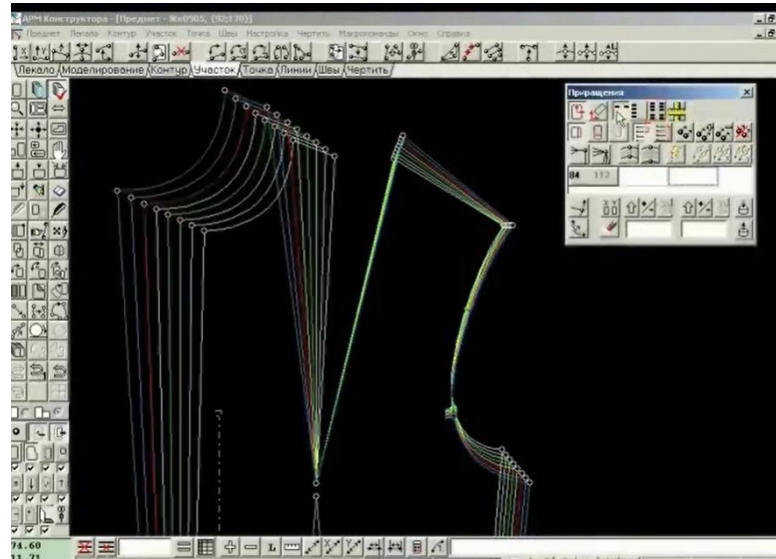 АРМ Конструктора - [Предмет - Жк0905, (92;170)]
Предмет Лекало Контур Участок Точка Швы Настройка Чертить Макрокоманды Окно Справка
Лекало Моделирование Контур Участок Точка Линии Швы Чертить
Приращения
84 112
74.60
11.71